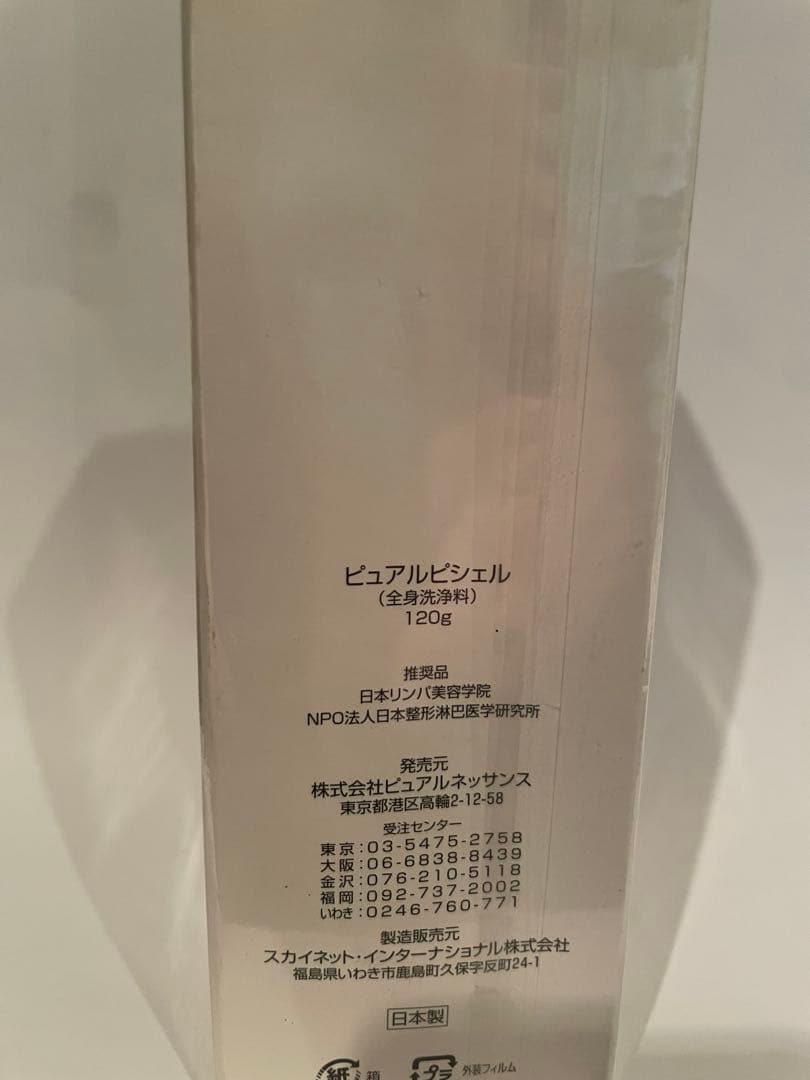 ピュアルピシェル
（全身洗浄料）
120g
推奨品
日本リンパ美容学院
NPO法人日本整形淋巴医学研究所
発売元
株式会社ピュアルネッサンス
東京都港区高輪2-12-58
受注センター
東京：03-5475-2758
大阪：06-6838-8439
金沢：076-210-5118
福岡：092-737-2002
いわき：0246-760-771
製造販売元
スカイネット・インターナショナル株式会社
福島県いわき市鹿島町久保字反町24-1
日本製
紙 箱
プラ 外装フィルム